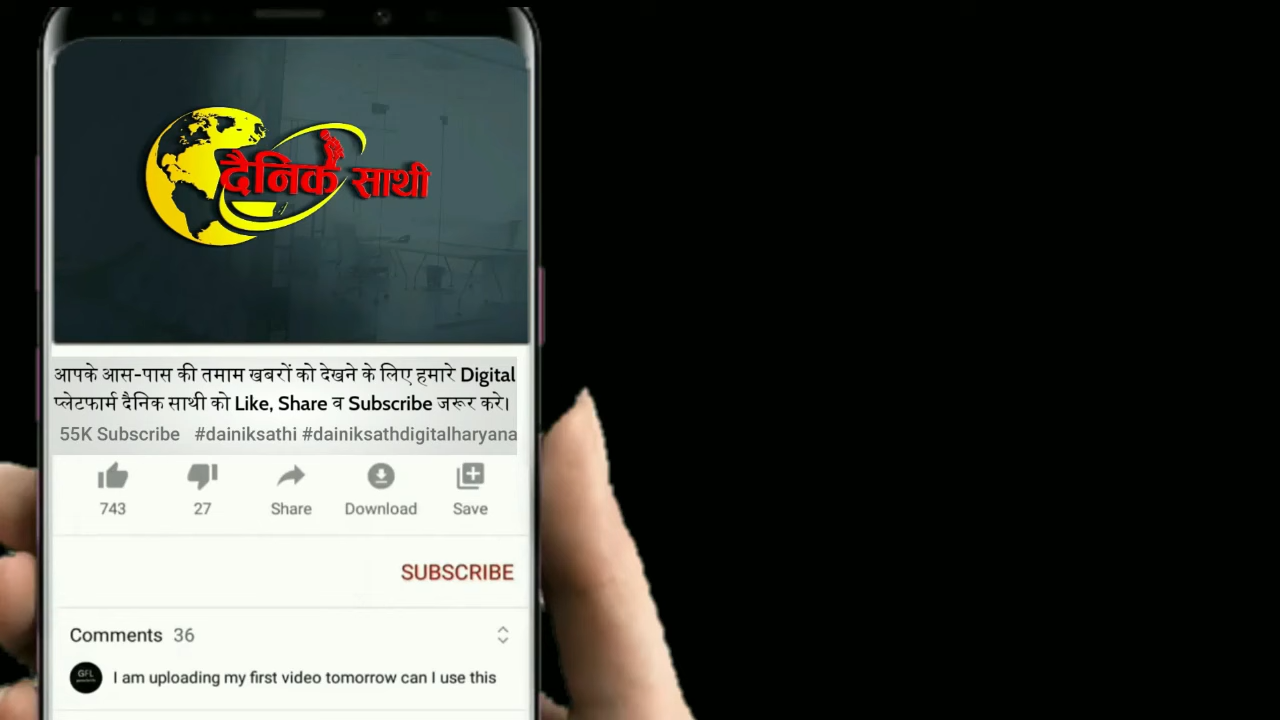 दैनिक साथी
आपके आस-पास की तमाम खबरों को देखने के लिए हमारे Digital
प्लेटफार्म दैनिक साथी को Like, Share व Subscribe जरूर करे।
55K Subscribe #dainiksathi #dainiksathdigitalharyana
743 27 Share Download Save
SUBSCRIBE
Comments 36
GFL
I am uploading my first video tomorrow can I use this